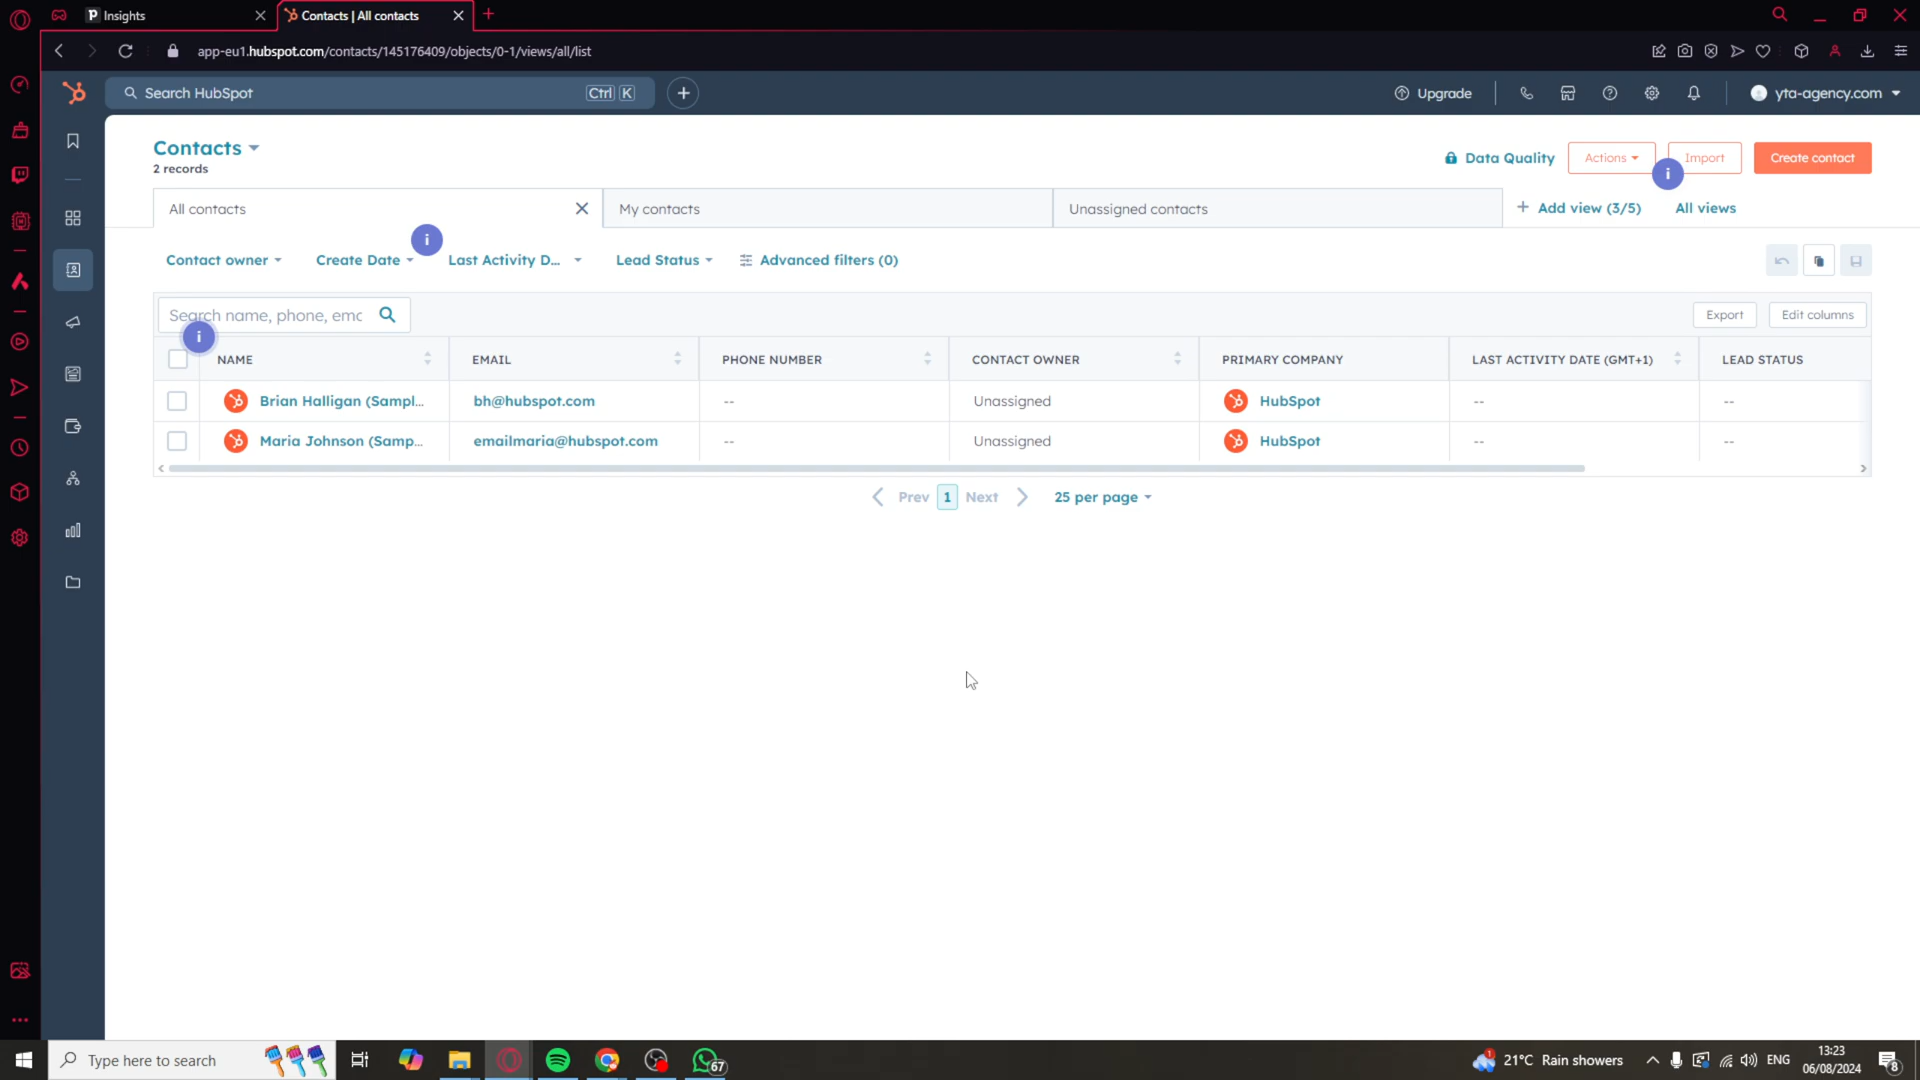 Insights
Contacts | All contacts
app-eu1.hubspot.com/contacts/145176409/objects/0-1/views/all/list
Search HubSpot
Ctrl K
Upgrade
yta-agency.com
Contacts
2 records
Data Quality
Actions
Import
Create contact
All contacts
My contacts
Unassigned contacts
Add view (3/5)
All views
Contact owner
Create Date
Last Activity D...
Lead Status
Advanced filters (0)
Search name, phone, emc
Export
Edit columns
NAME
EMAIL
PHONE NUMBER
CONTACT OWNER
PRIMARY COMPANY
LAST ACTIVITY DATE (GMT+1)
LEAD STATUS
Brian Halligan (Sampl...
bh@hubspot.com
--
Unassigned
HubSpot
--
--
Maria Johnson (Samp...
emailmaria@hubspot.com
--
Unassigned
HubSpot
--
--
Prev
1
Next
25 per page
Type here to search
67
21°C Rain showers
ENG
13:23
06/08/2024
8